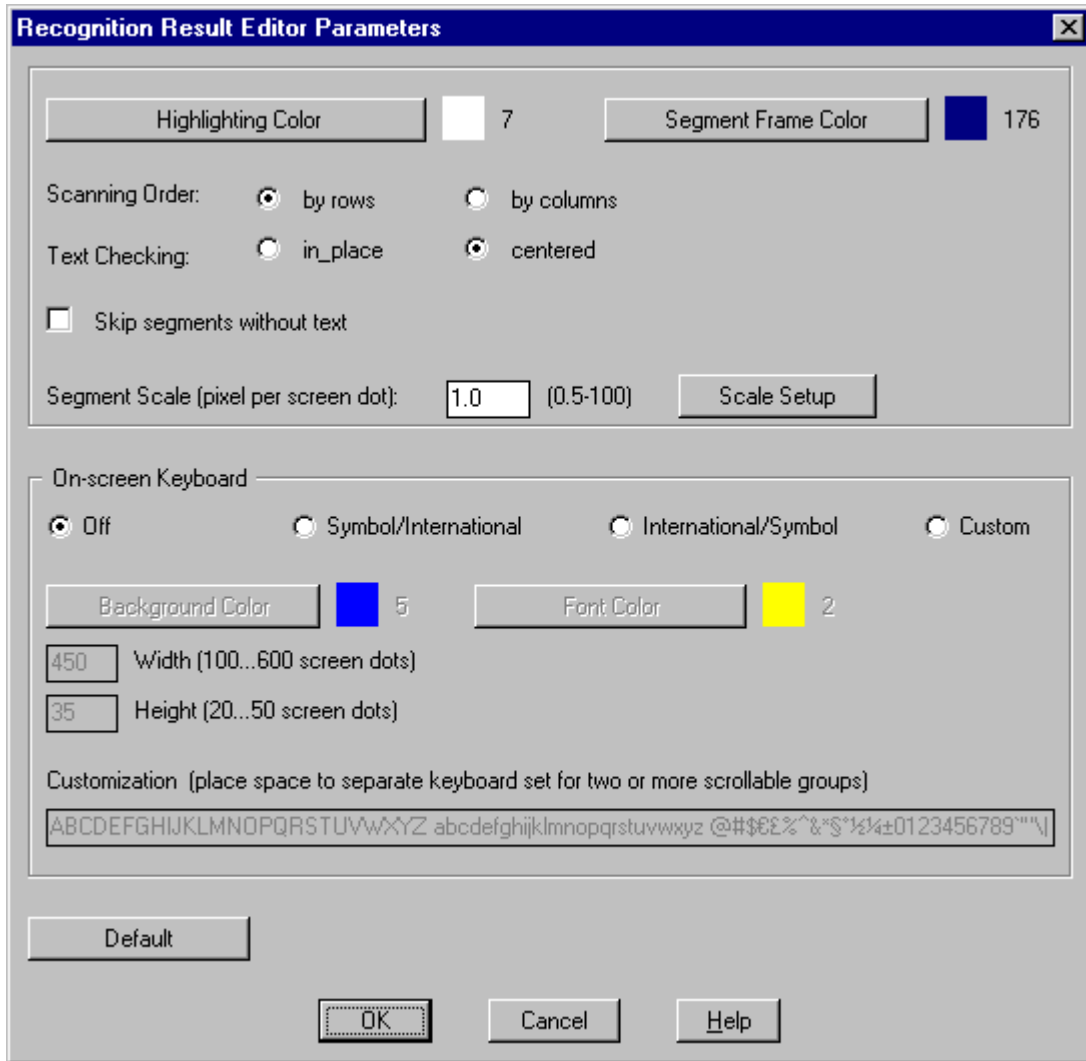 Recognition Result Editor Parameters
Highlighting Color 7 Segment Frame Color 176
Scanning Order: by rows by columns
Text Checking: in_place centered
Skip segments without text
Segment Scale (pixel per screen dot): 1.0 (0.5-100) Scale Setup
On-screen Keyboard
Off Symbol/International International/Symbol Custom
Background Color 5 Font Color 2
450 Width (100...600 screen dots)
35 Height (20...50 screen dots)
Customization (place space to separate keyboard set for two or more scrollable groups)
ABCDEFGHIJKLMNOPQRSTUVWXYZ abcdefghijklmnopqrstuvwxyz @#$€£%^&*§°½¼±0123456789`""\|
Default
OK Cancel Help